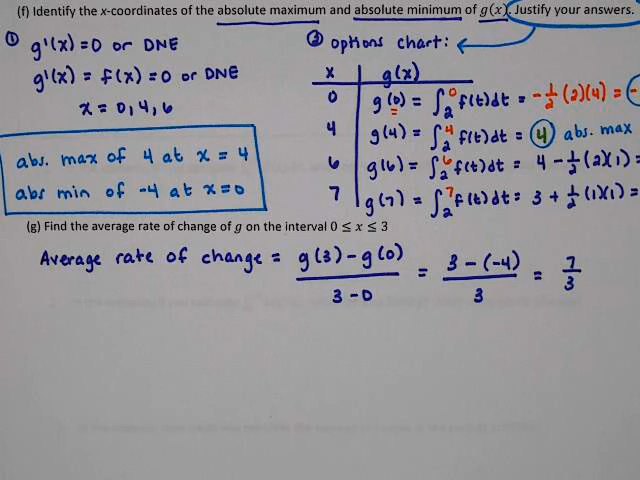 (f) Identify the x-coordinates of the absolute maximum and absolute minimum of g(x). Justify your answers.
① g'(x) = 0 or DNE
g'(x) = f(x) = 0 or DNE
x = 0, 4, 6
abs. max of 4 at x = 4
abs min of -4 at x = 0
② options chart:
x | g(x)
0 | g(0) = ∫₂⁰ f(t)dt = -½(2)(4) = -
4 | g(4) = ∫₂⁴ f(t)dt = 4 abs. max
6 | g(6) = ∫₂⁶ f(t)dt = 4 - ½(2)(1) =
7 | g(7) = ∫₂⁷ f(t)dt = 3 + ½(1)(1) =
(g) Find the average rate of change of g on the interval 0 ≤ x ≤ 3
Average rate of change = g(3) - g(0) / 3 - 0 = 3 - (-4) / 3 = 7/3